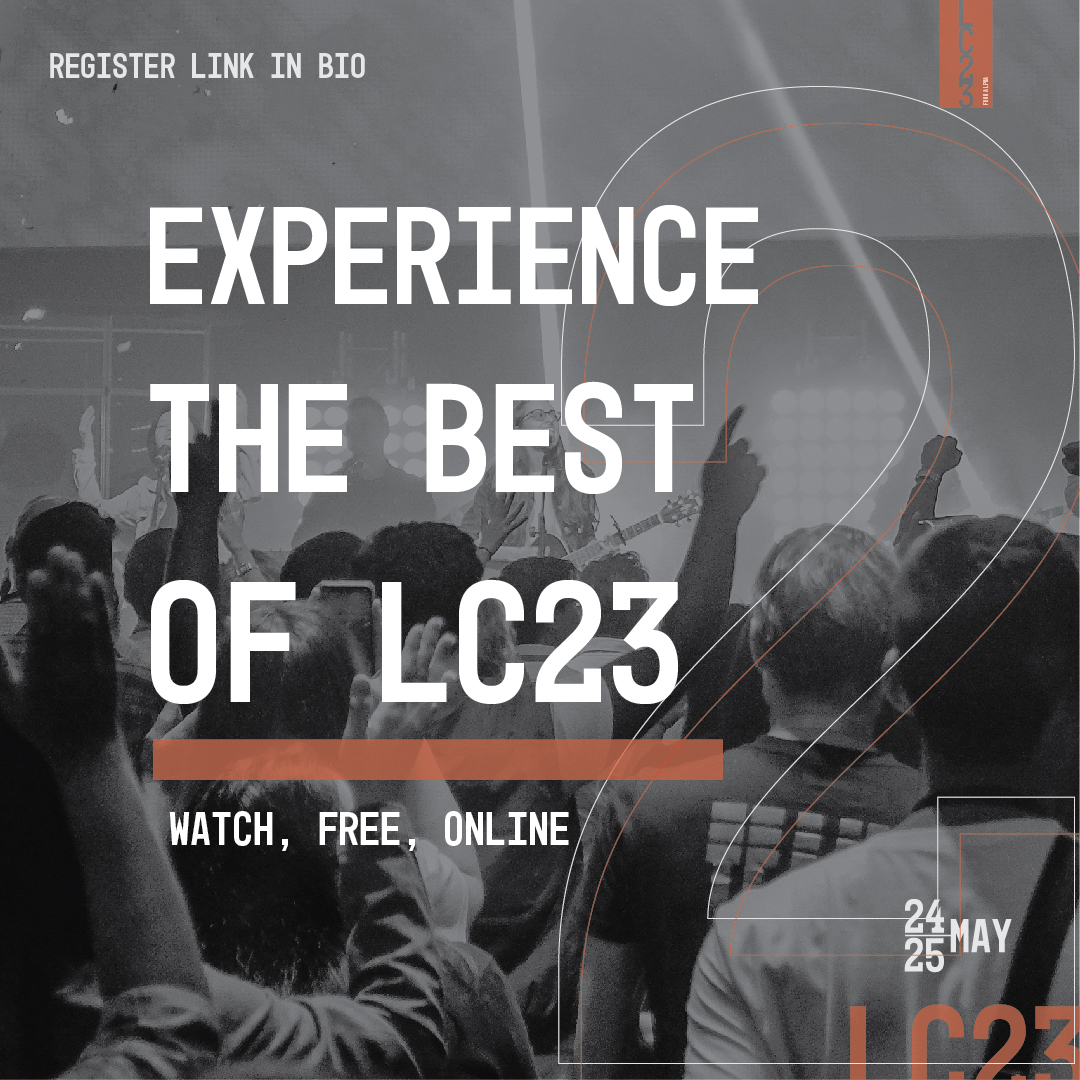 REGISTER LINK IN BIO
LC23
EXPERIENCE
THE BEST
OF LC23
WATCH, FREE, ONLINE
24
25
MAY
LC23